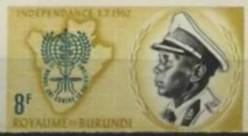 INDEPENDANCE 1.7.1962
8F
ROYAUME DU BURUNDI